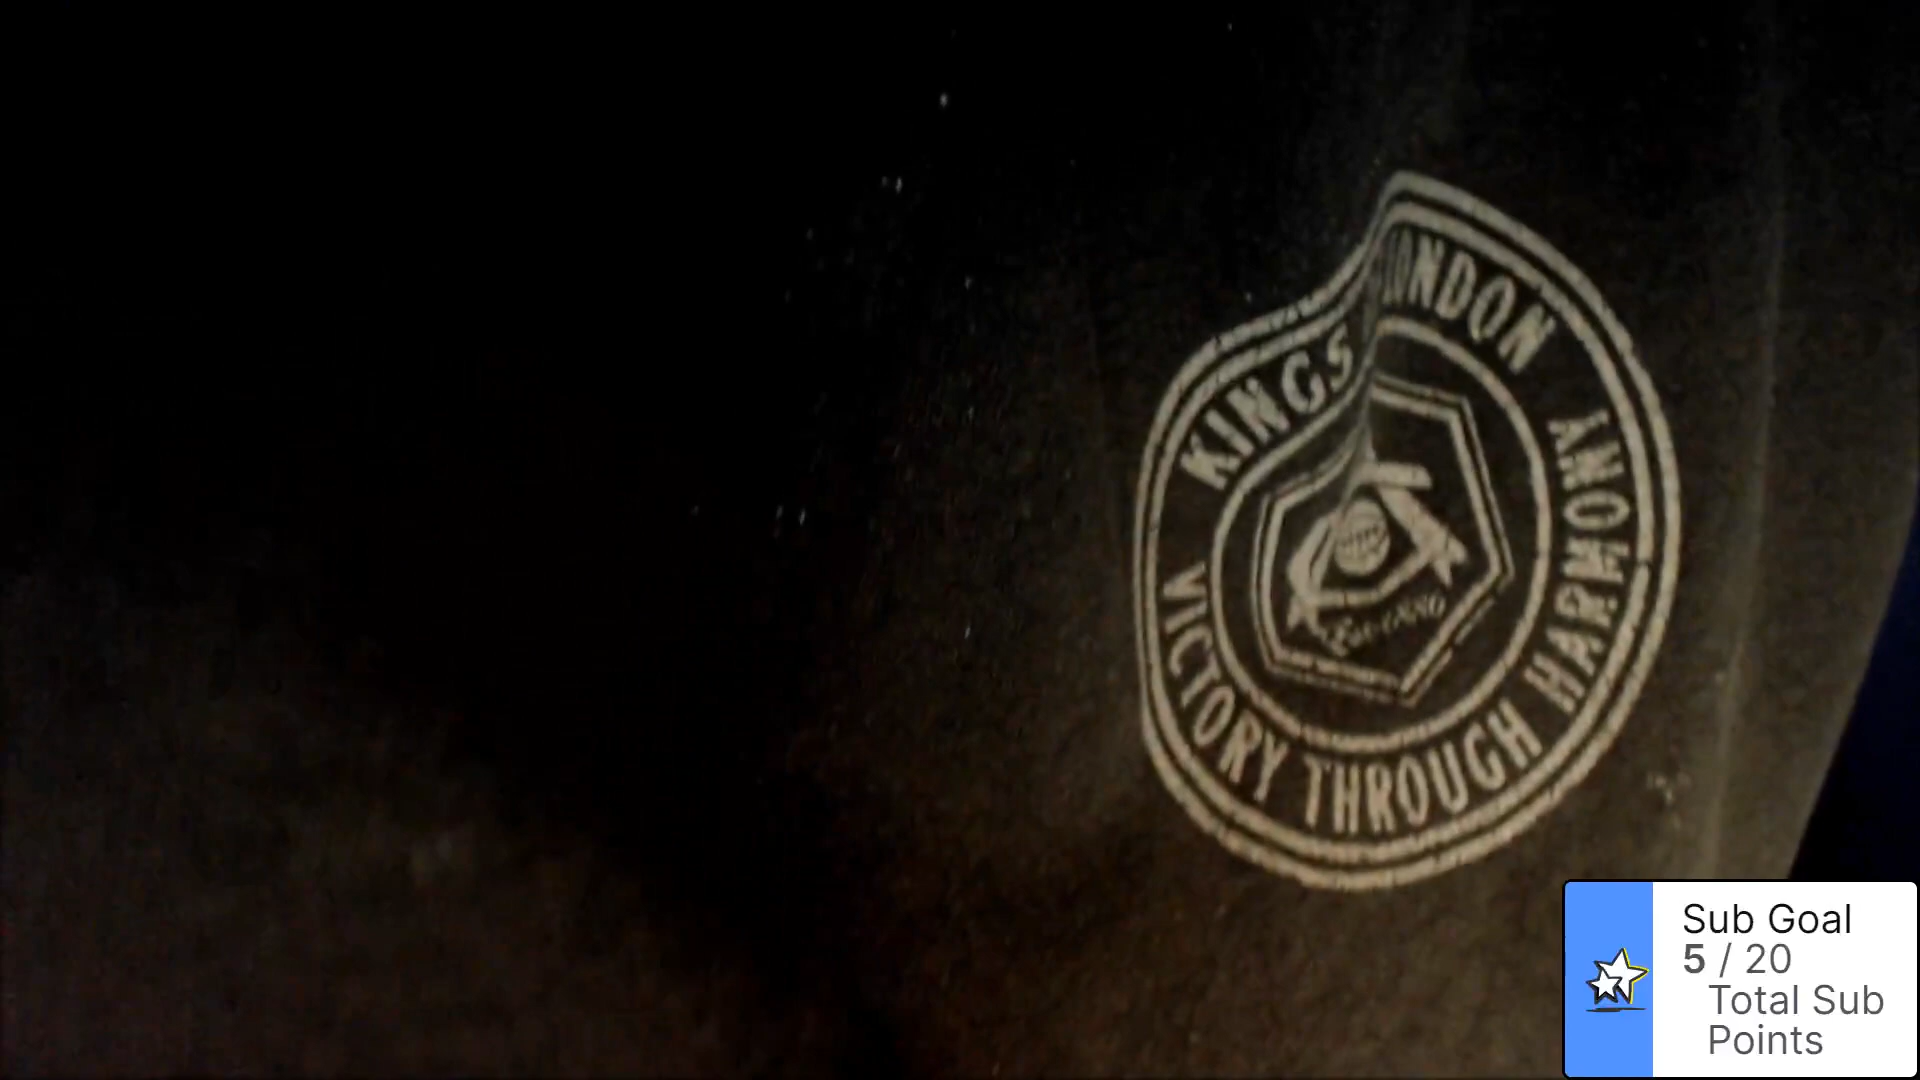 KINGS LONDON
VICTORY THROUGH HARMONY
Sub Goal
5 / 20
Total Sub
Points